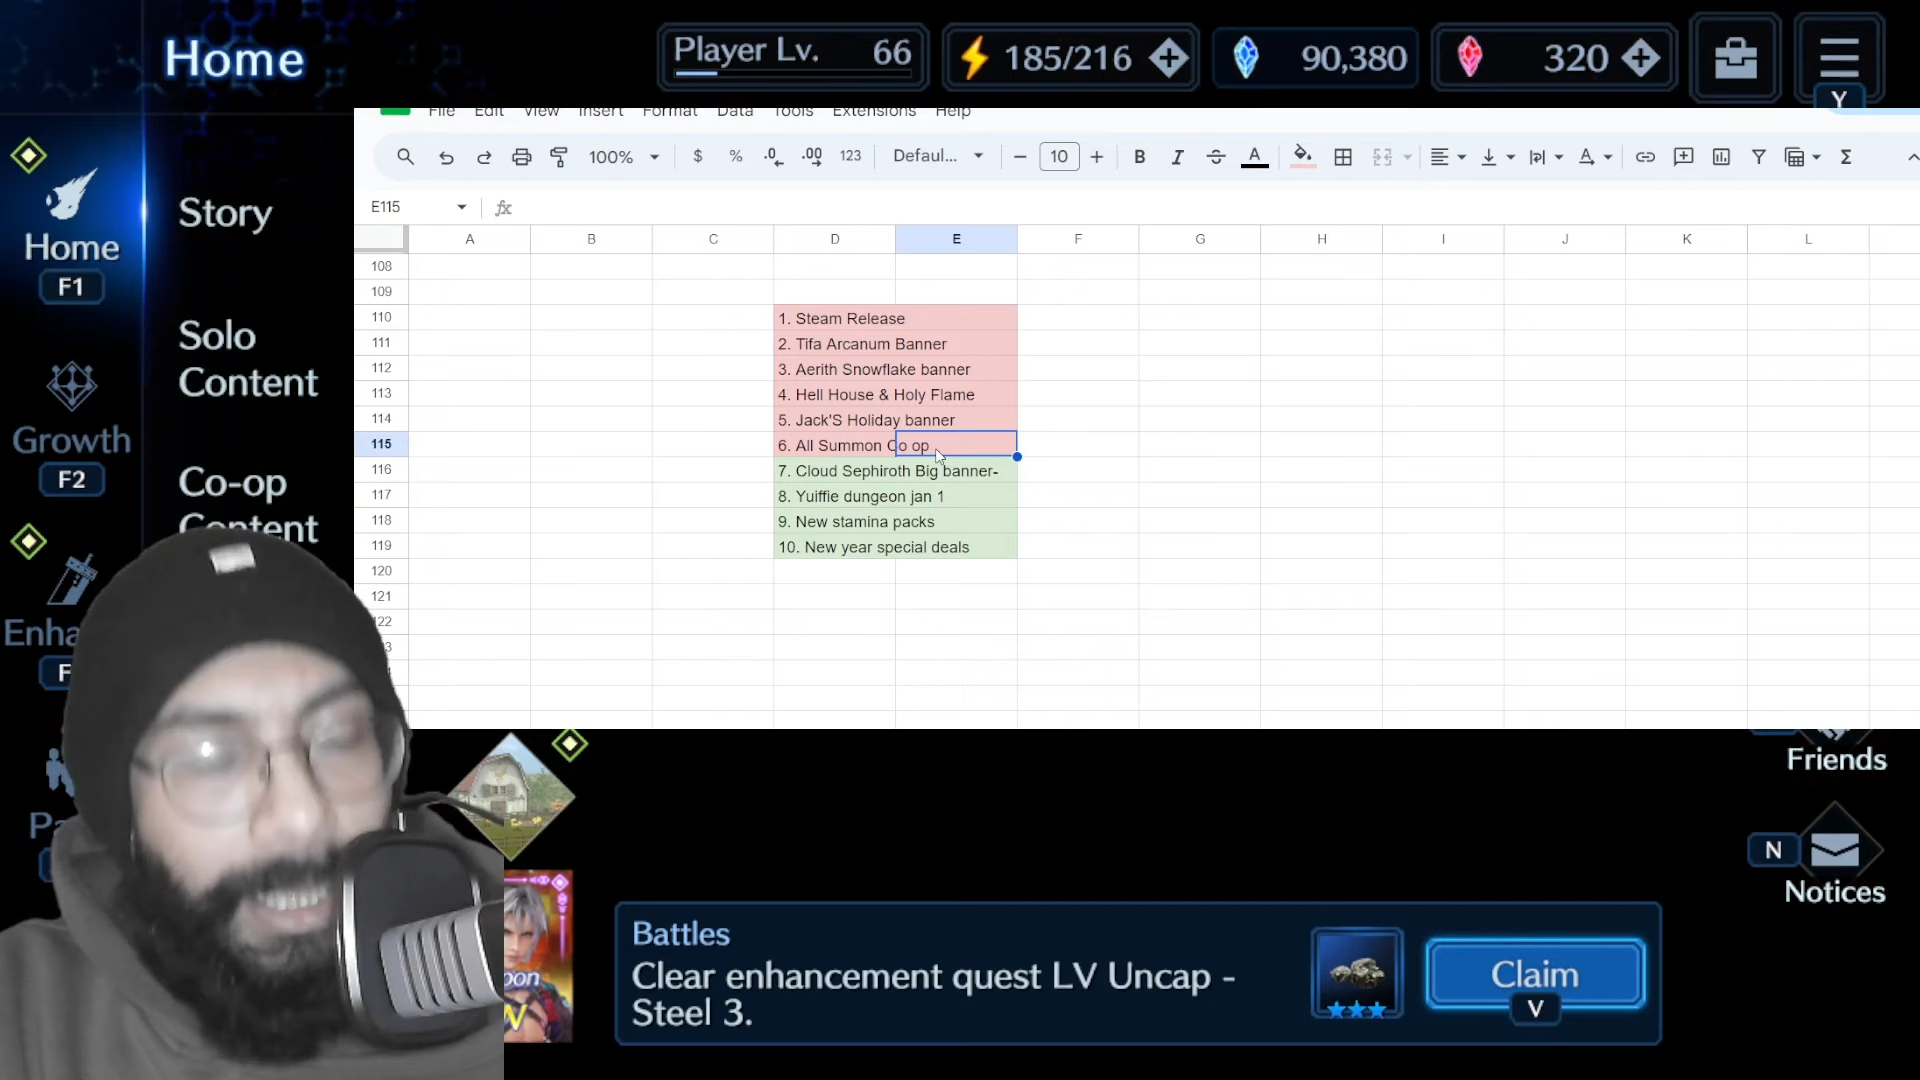 Home
Player Lv. 66
185/216
90,380
320
Y
File Edit View Insert Format Data Tools Extensions Help
100% $ % .0 .00 123 Defaul... − 10 + B I S A A Σ
E115 fx
A B C D E F G H I J K L
108
109
110 1. Steam Release
111 2. Tifa Arcanum Banner
112 3. Aerith Snowflake banner
113 4. Hell House & Holy Flame
114 5. Jack'S Holiday banner
115 6. All Summon Co op
116 7. Cloud Sephiroth Big banner-
117 8. Yuiffie dungeon jan 1
118 9. New stamina packs
119 10. New year special deals
120
121
Home
F1
Growth
F2
Story
Solo
Content
Co-op
Content
Friends
N
Notices
Battles
Clear enhancement quest LV Uncap -
Steel 3.
Claim
V